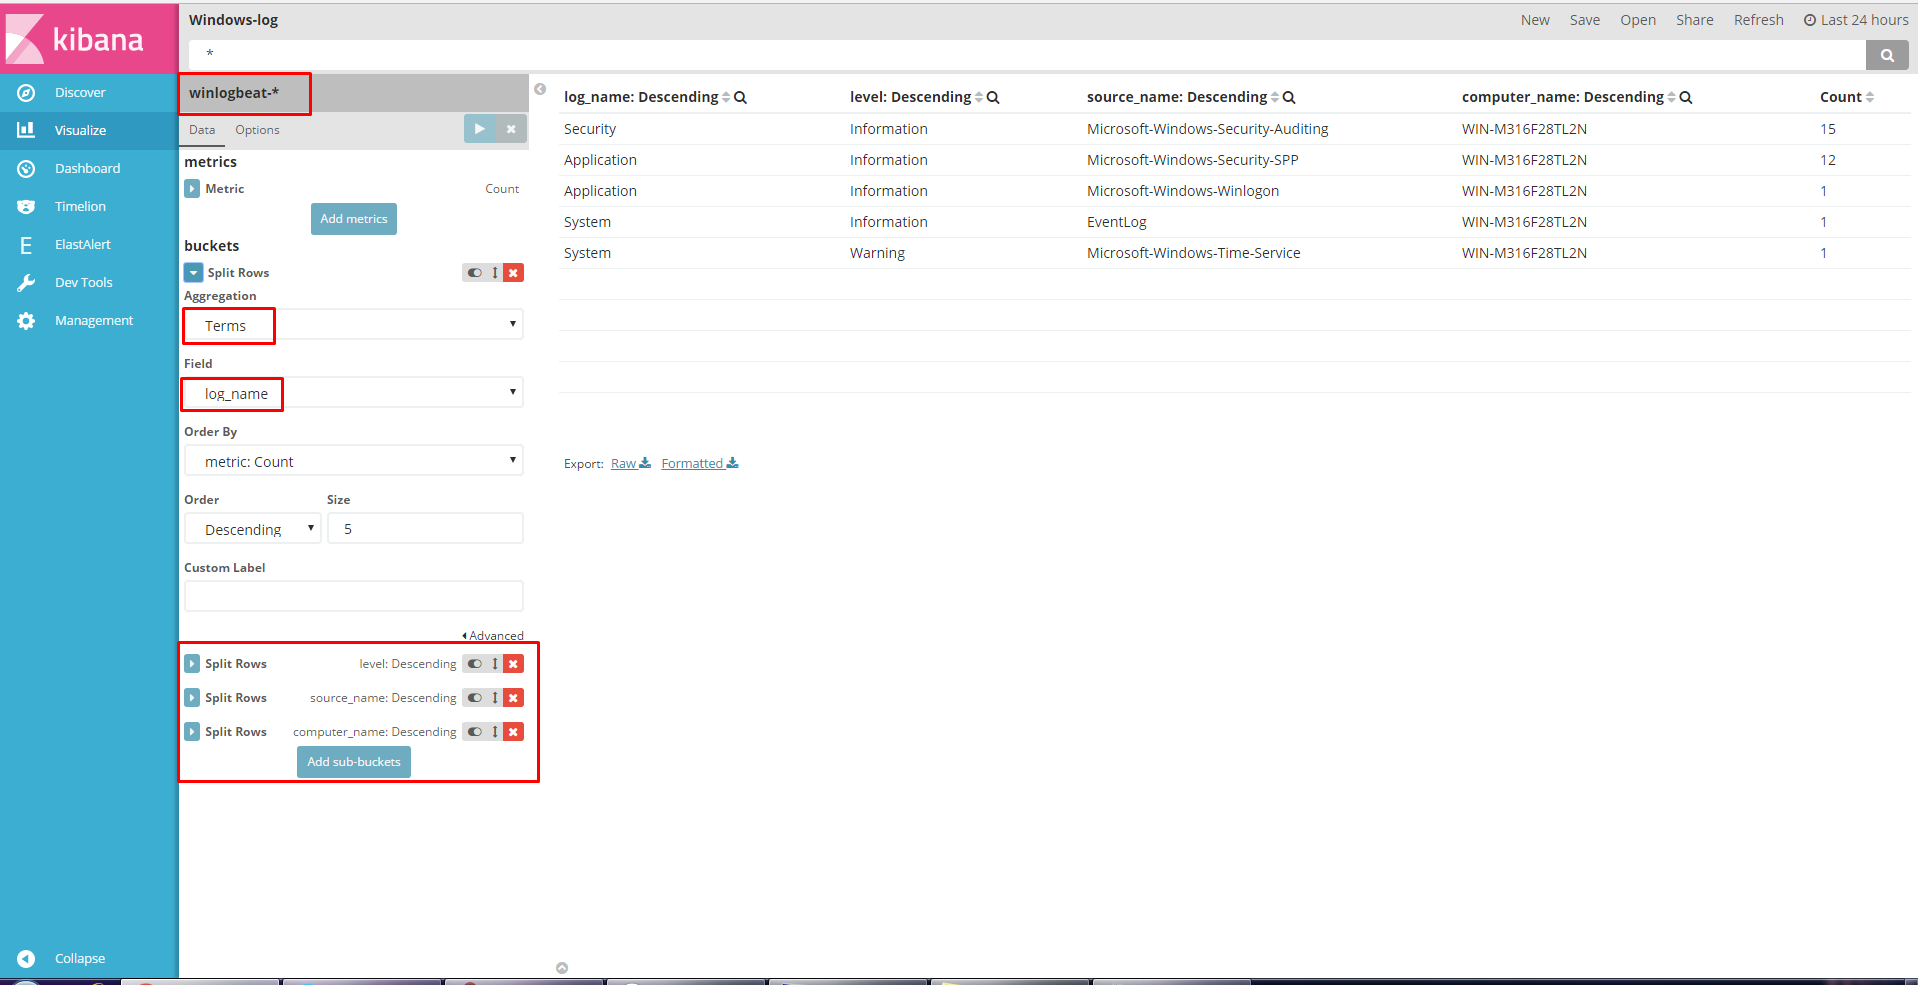 kibana
Discover
Visualize
Dashboard
Timelion
E ElastAlert
Dev Tools
Management
Collapse
Windows-log
New Save Open Share Refresh Last 24 hours
*
winlogbeat-*
Data Options
metrics
Metric Count
Add metrics
buckets
Split Rows
Aggregation
Terms
Field
log_name
Order By
metric: Count
Order Size
Descending 5
Custom Label
Advanced
Split Rows level: Descending
Split Rows source_name: Descending
Split Rows computer_name: Descending
Add sub-buckets
log_name: Descending level: Descending source_name: Descending computer_name: Descending Count
Security Information Microsoft-Windows-Security-Auditing WIN-M316F28TL2N 15
Application Information Microsoft-Windows-Security-SPP WIN-M316F28TL2N 12
Application Information Microsoft-Windows-Winlogon WIN-M316F28TL2N 1
System Information EventLog WIN-M316F28TL2N 1
System Warning Microsoft-Windows-Time-Service WIN-M316F28TL2N 1
Export: Raw Formatted